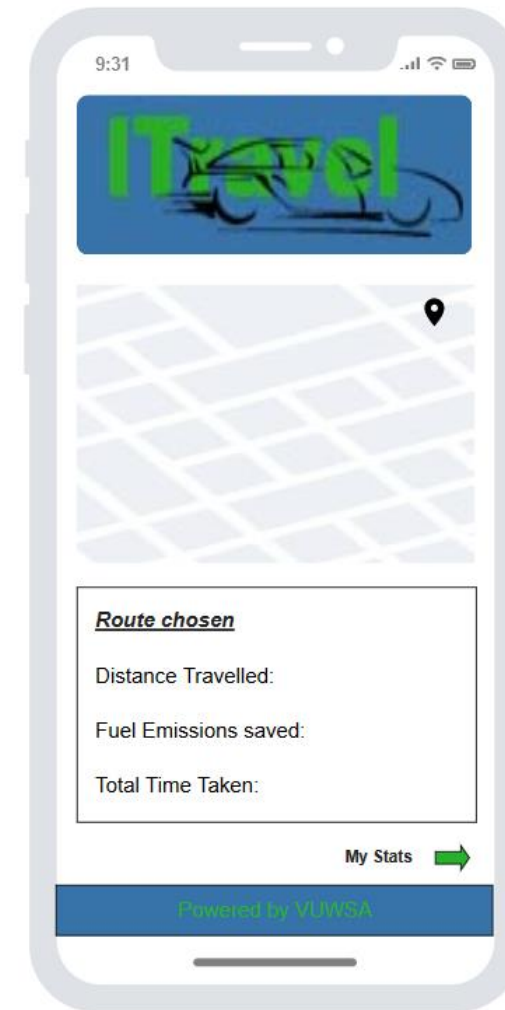 9:31
ITravel
Route chosen
Distance Travelled:
Fuel Emissions saved:
Total Time Taken:
My Stats
Powered by VUWSA